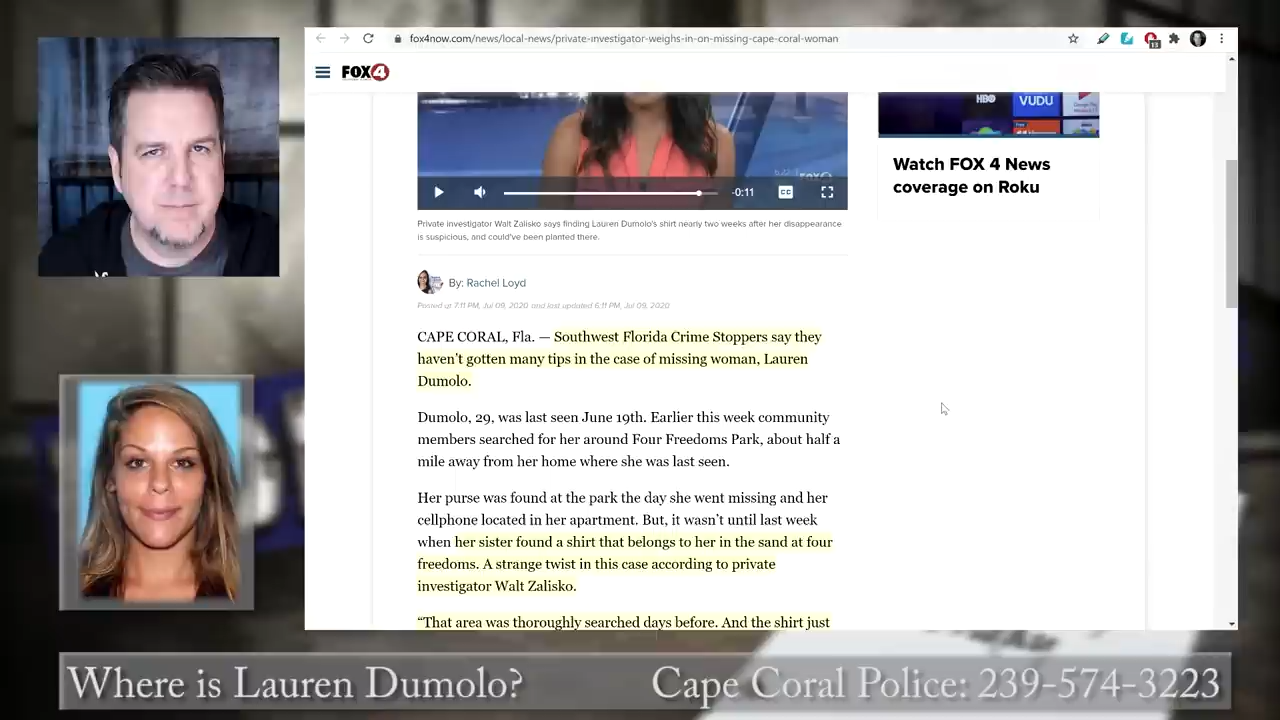 fox4now.com/news/local-news/private-investigator-weighs-in-on-missing-cape-coral-woman
13
FOX 4
HBO
VUDU
FOX 4
-0:11
CC
Watch FOX 4 News
coverage on Roku
Private investigator Walt Zalisko says finding Lauren Dumolo's shirt nearly two weeks after her disappearance
is suspicious, and could've been planted there.
By: Rachel Loyd
Posted at 7:11 PM, Jul 09, 2020 and last updated 6:11 PM, Jul 09, 2020
CAPE CORAL, Fla. — Southwest Florida Crime Stoppers say they
haven't gotten many tips in the case of missing woman, Lauren
Dumolo.
Dumolo, 29, was last seen June 19th. Earlier this week community
members searched for her around Four Freedoms Park, about half a
mile away from her home where she was last seen.
Her purse was found at the park the day she went missing and her
cellphone located in her apartment. But, it wasn't until last week
when her sister found a shirt that belongs to her in the sand at four
freedoms. A strange twist in this case according to private
investigator Walt Zalisko.
“That area was thoroughly searched days before. And the shirt just
Where is Lauren Dumolo? Cape Coral Police: 239-574-3223